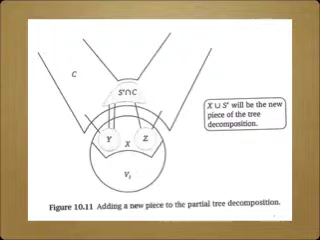 C
S'∩C
X ∪ S' will be the new
piece of the tree
decomposition.
Y
X
Z
Vₜ
Figure 10.11 Adding a new piece to the partial tree decomposition.